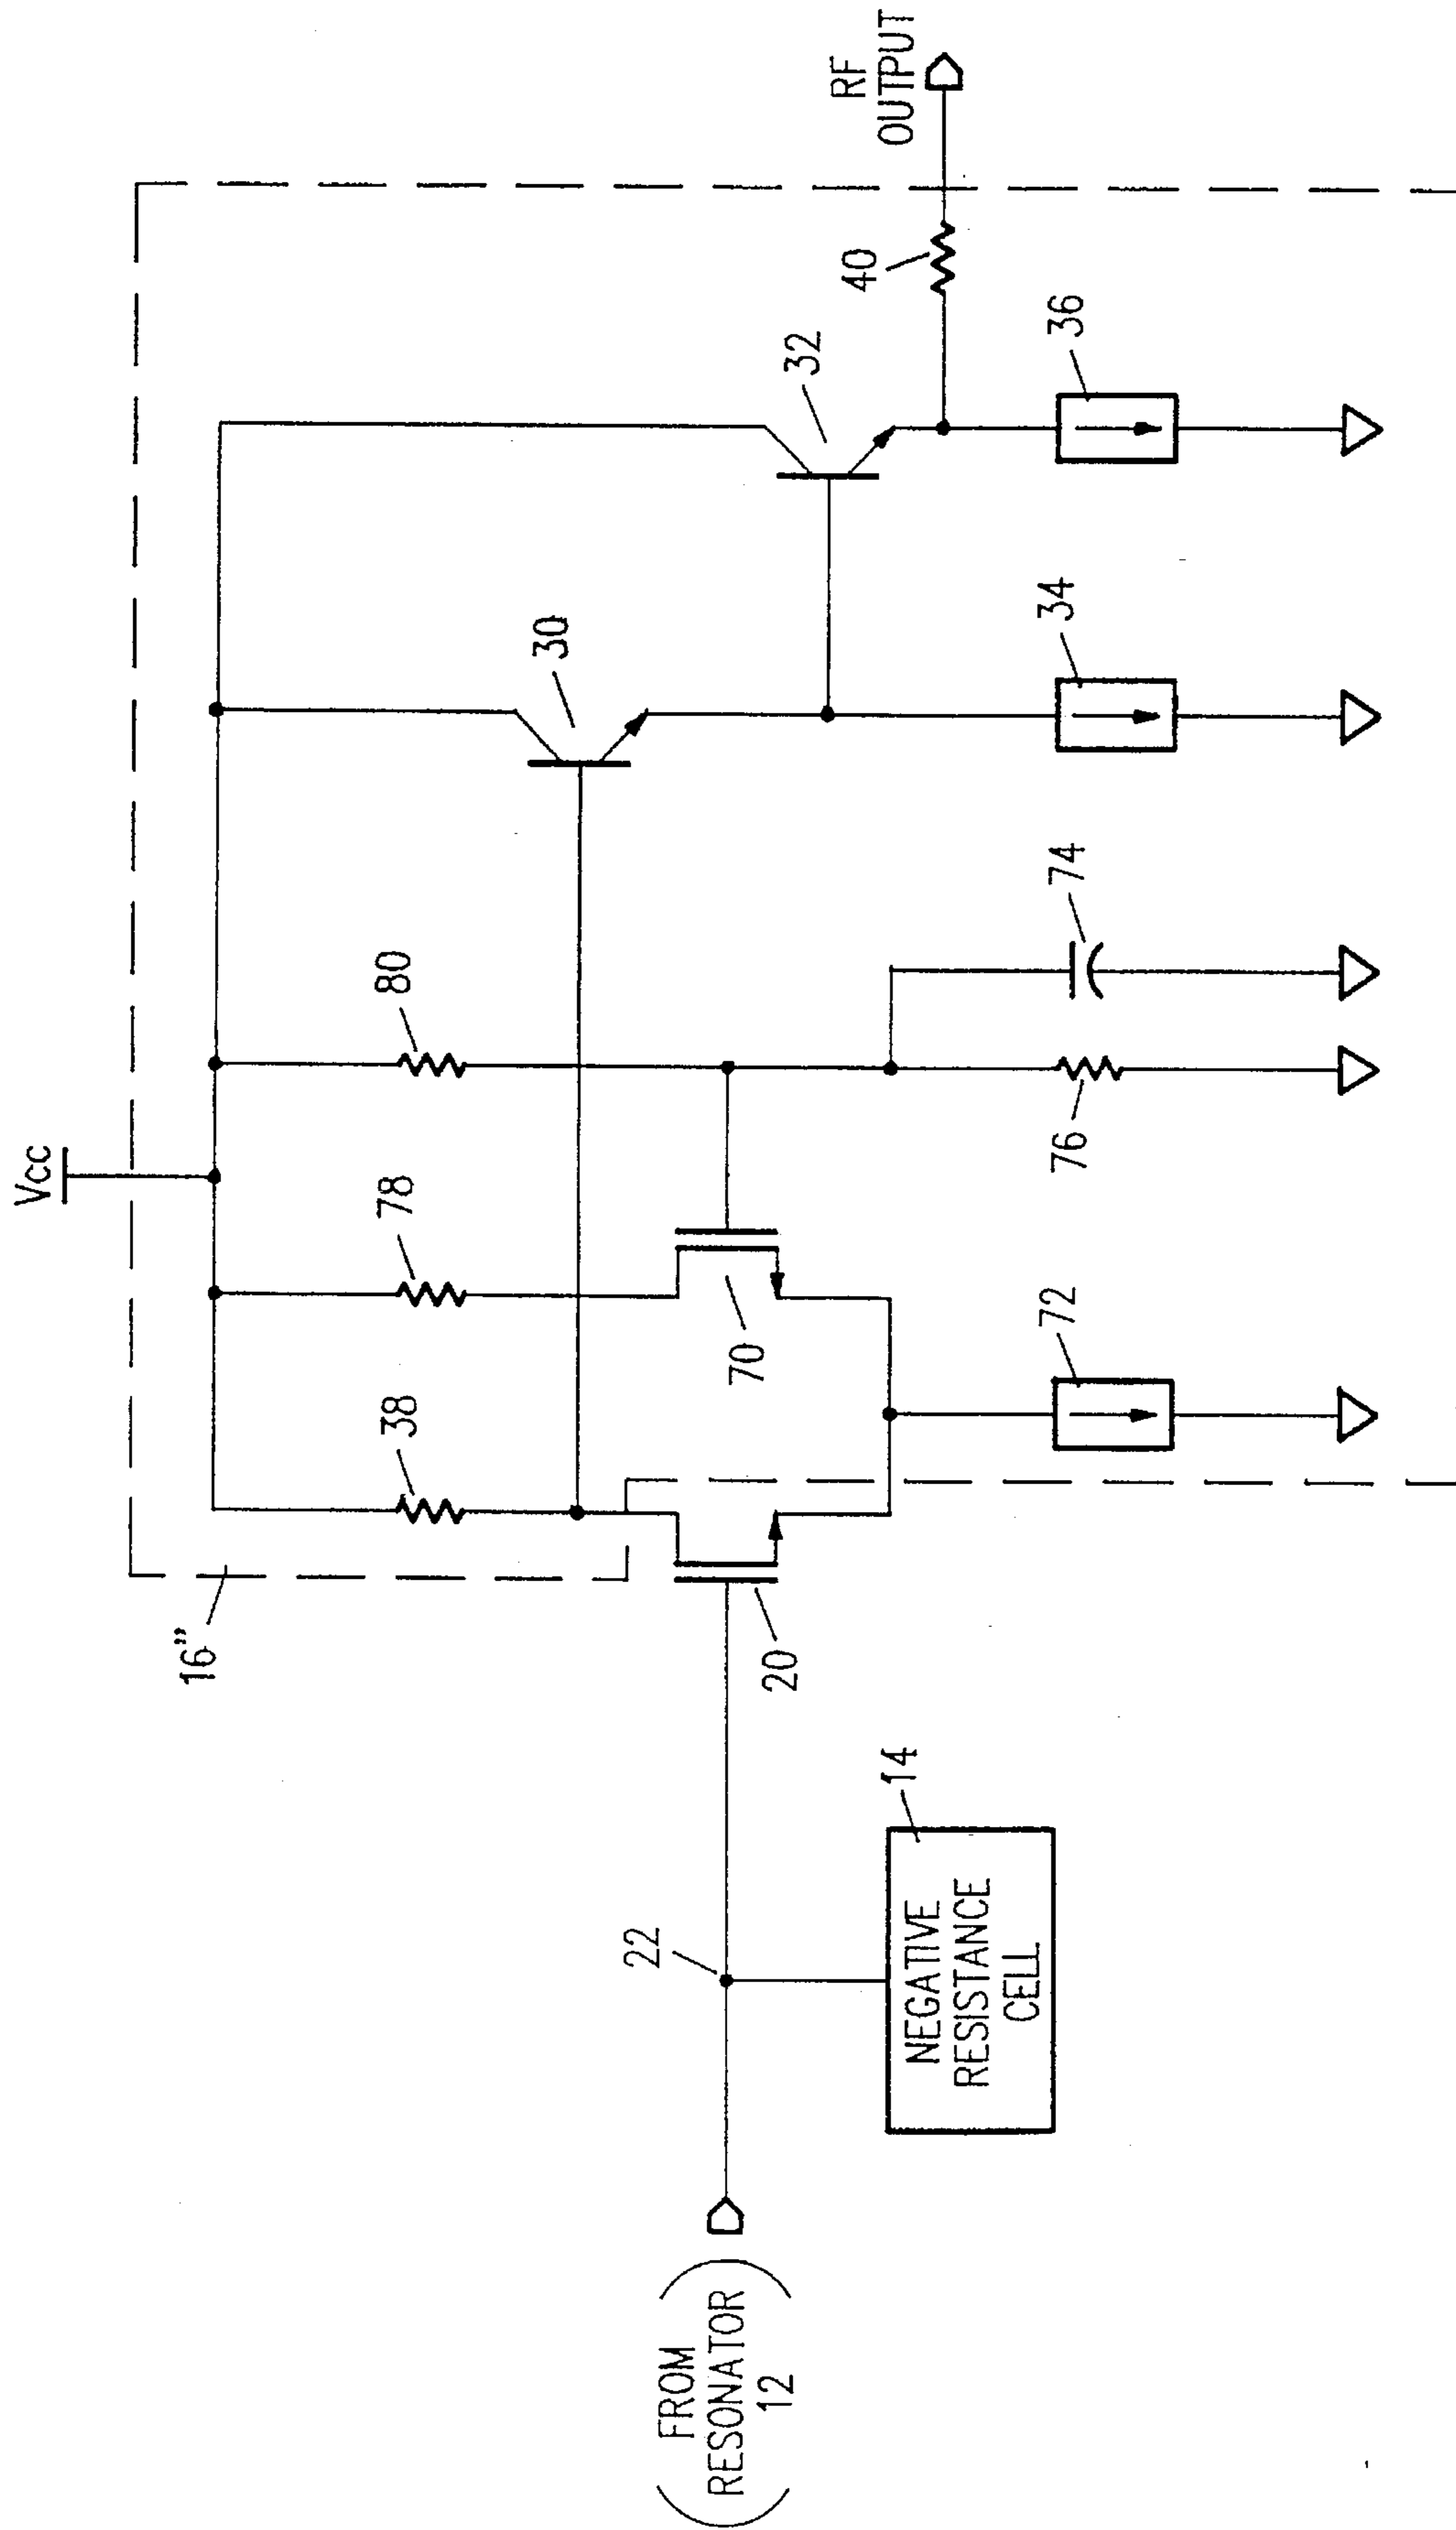 Vcc
16”
38
78
80
30
32
RF
OUTPUT
40
(FROM
RESONATOR
12)
22
20
70
14
NEGATIVE
RESISTANCE
CELL
72
76
74
34
36